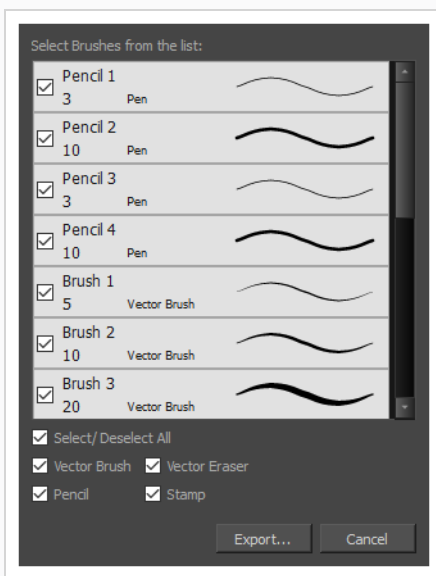 Select Brushes from the list:
Pencil 1
3 Pen
Pencil 2
10 Pen
Pencil 3
3 Pen
Pencil 4
10 Pen
Brush 1
5 Vector Brush
Brush 2
10 Vector Brush
Brush 3
20 Vector Brush
Select/ Deselect All
Vector Brush Vector Eraser
Pencil Stamp
Export... Cancel